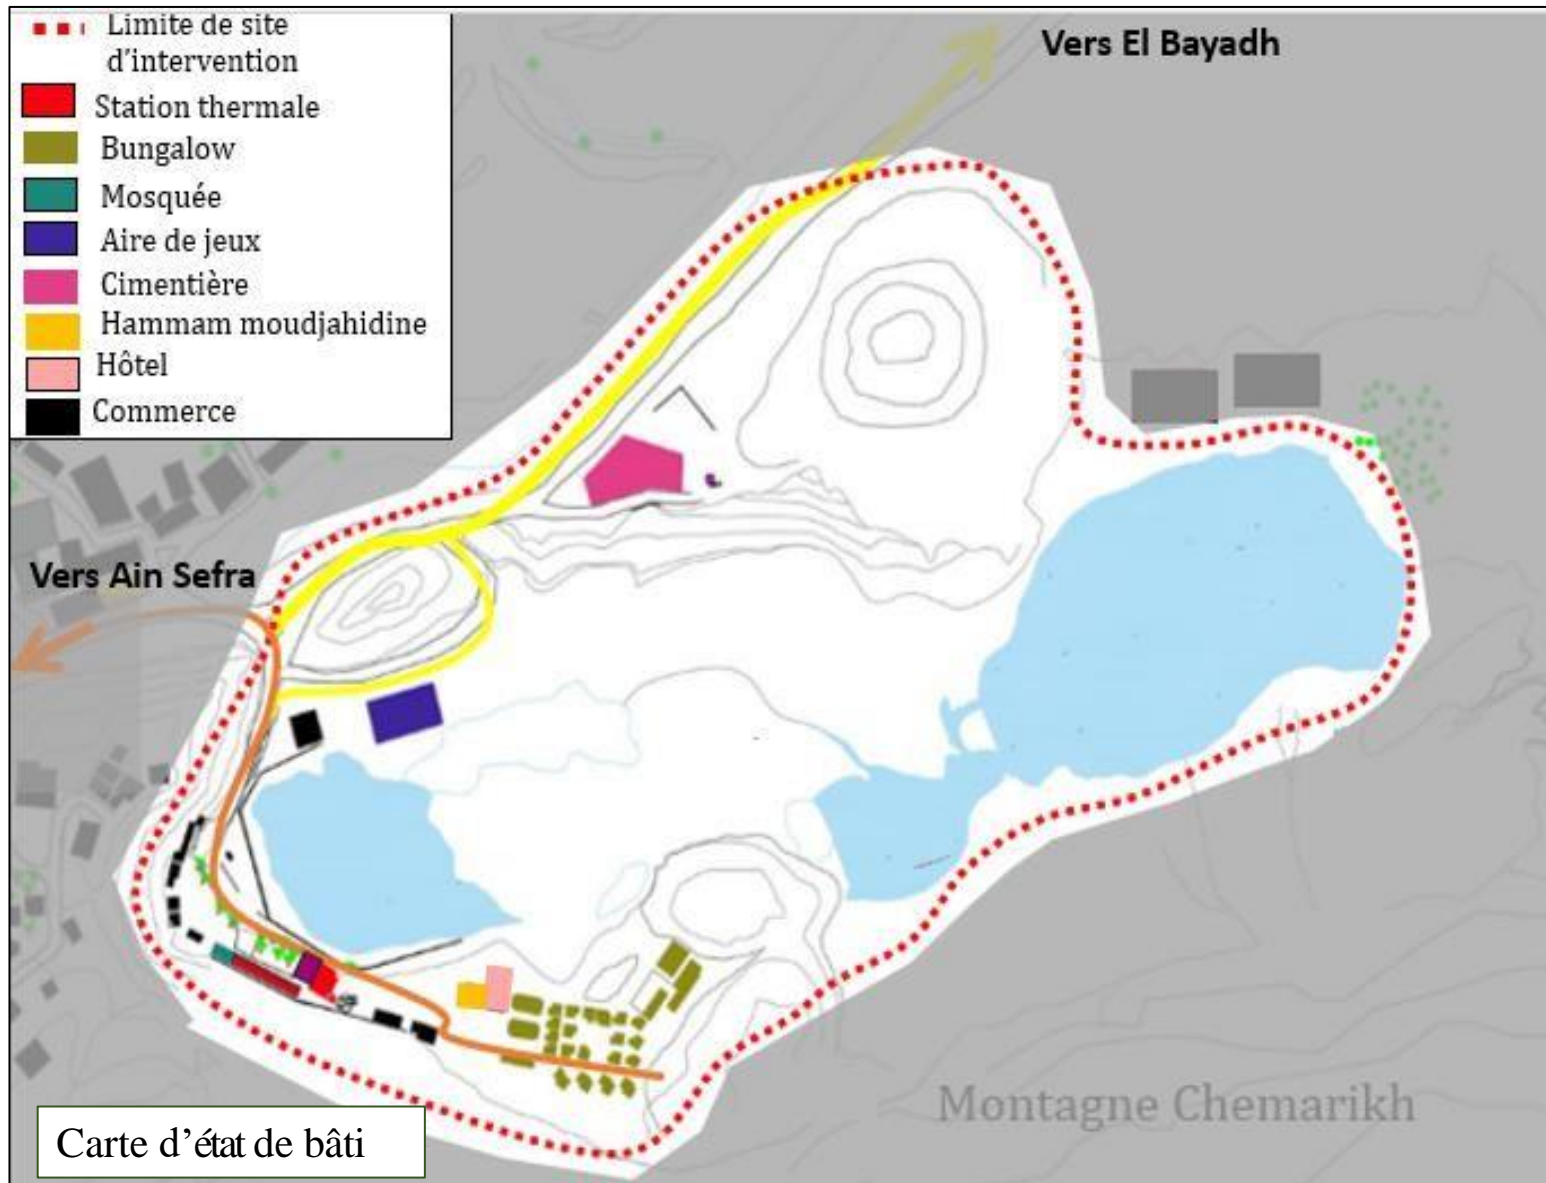 Limite de site
d'intervention
Station thermale
Bungalow
Mosquée
Aire de jeux
Cimentière
Hammam moudjahidine
Hôtel
Commerce
Vers El Bayadh
Vers Ain Sefra
Montagne Chemarikh
Carte d'état de bâti